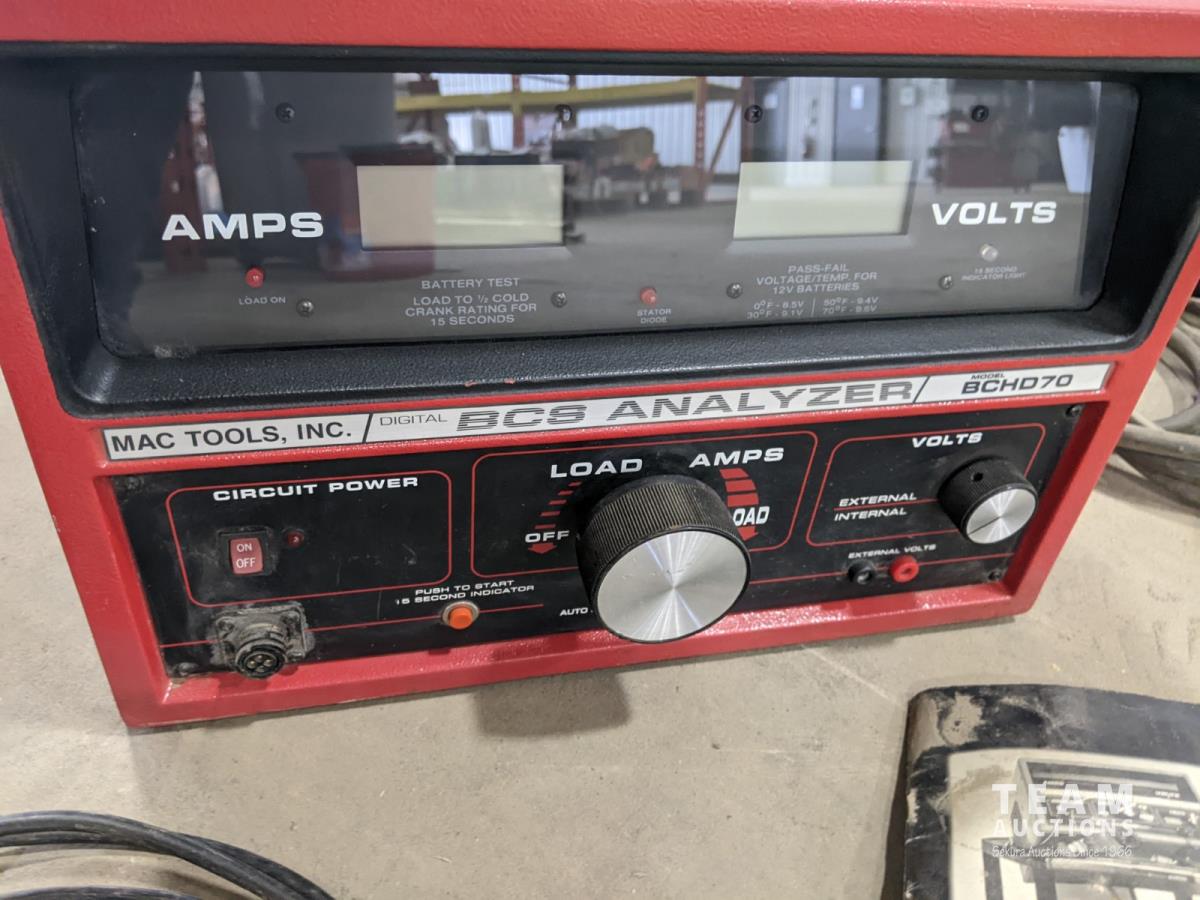 AMPS
VOLTS
LOAD ON
BATTERY TEST
LOAD TO ½ COLD
CRANK RATING FOR
15 SECONDS
STATOR
DIODE
PASS-FAIL
VOLTAGE/TEMP. FOR
12V BATTERIES
0°F - 8.5V | 50°F - 9.4V
30°F - 9.1V | 70°F - 9.6V
15 SECOND
INDICATOR LIGHT
MAC TOOLS, INC.
DIGITAL BCS ANALYZER
MODEL
BCHD70
CIRCUIT POWER
ON
OFF
PUSH TO START
15 SECOND INDICATOR
LOAD AMPS
OFF
AUTO
VOLTS
EXTERNAL
INTERNAL
EXTERNAL VOLTS
TEAM
AUCTIONS
Sekura Auctions Since 1966